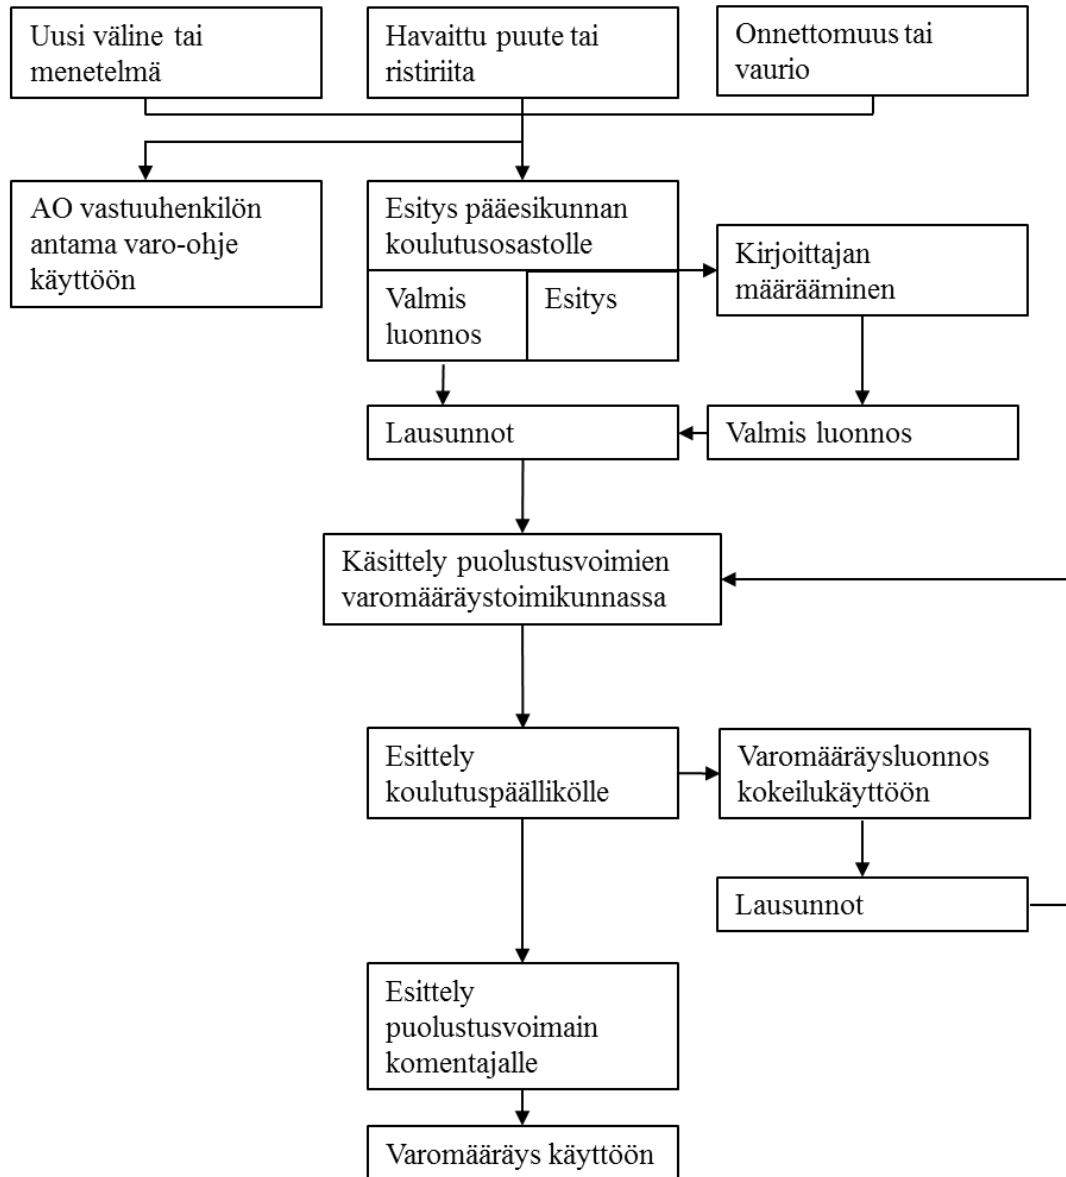 Uusi väline tai
menetelmä
Havaittu puute tai
ristiriita
Onnettomuus tai
vaurio
AO vastuuhenkilön
antama varo-ohje
käyttöön
Esitys pääesikunnan
koulutusosastolle
Valmis
luonnos
Esitys
Kirjoittajan
määrääminen
Lausunnot
Valmis luonnos
Käsittely puolustusvoimien
varomääräystoimikunnassa
Esittely
koulutuspäällikölle
Varomääräysluonnos
kokeilukäyttöön
Lausunnot
Esittely
puolustusvoimain
komentajalle
Varomääräys käyttöön